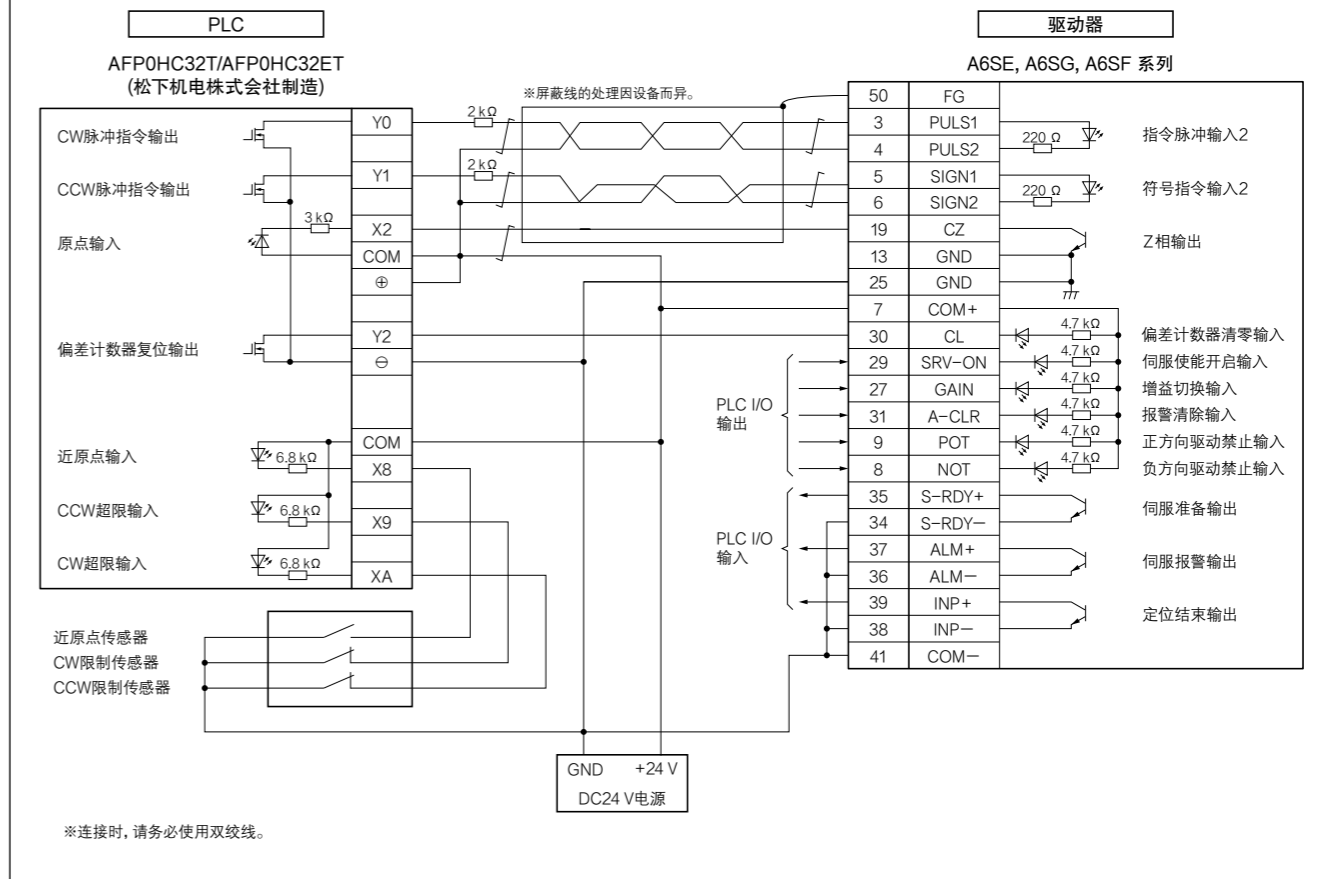 PLC
驱动器
AFP0HC32T/AFP0HC32ET
(松下机电株式会社制造)
A6SE, A6SG, A6SF 系列
※屏蔽线的处理因设备而异。
CW脉冲指令输出
CCW脉冲指令输出
原点输入
偏差计数器复位输出
近原点输入
CCW超限输入
CW超限输入
3 kΩ
6.8 kΩ
6.8 kΩ
6.8 kΩ
Y0
Y1
X2
COM
⊕
Y2
⊖
COM
X8
X9
XA
2 kΩ
2 kΩ
PLC I/O
输出
PLC I/O
输入
50 FG
3 PULS1
4 PULS2
5 SIGN1
6 SIGN2
19 CZ
13 GND
25 GND
7 COM+
30 CL
29 SRV-ON
27 GAIN
31 A-CLR
9 POT
8 NOT
35 S-RDY+
34 S-RDY-
37 ALM+
36 ALM-
39 INP+
38 INP-
41 COM-
220 Ω
220 Ω
4.7 kΩ
4.7 kΩ
4.7 kΩ
4.7 kΩ
4.7 kΩ
4.7 kΩ
指令脉冲输入2
符号指令输入2
Z相输出
偏差计数器清零输入
伺服使能开启输入
增益切换输入
报警清除输入
正方向驱动禁止输入
负方向驱动禁止输入
伺服准备输出
伺服报警输出
定位结束输出
近原点传感器
CW限制传感器
CCW限制传感器
GND +24 V
DC24 V电源
※连接时, 请务必使用双绞线。